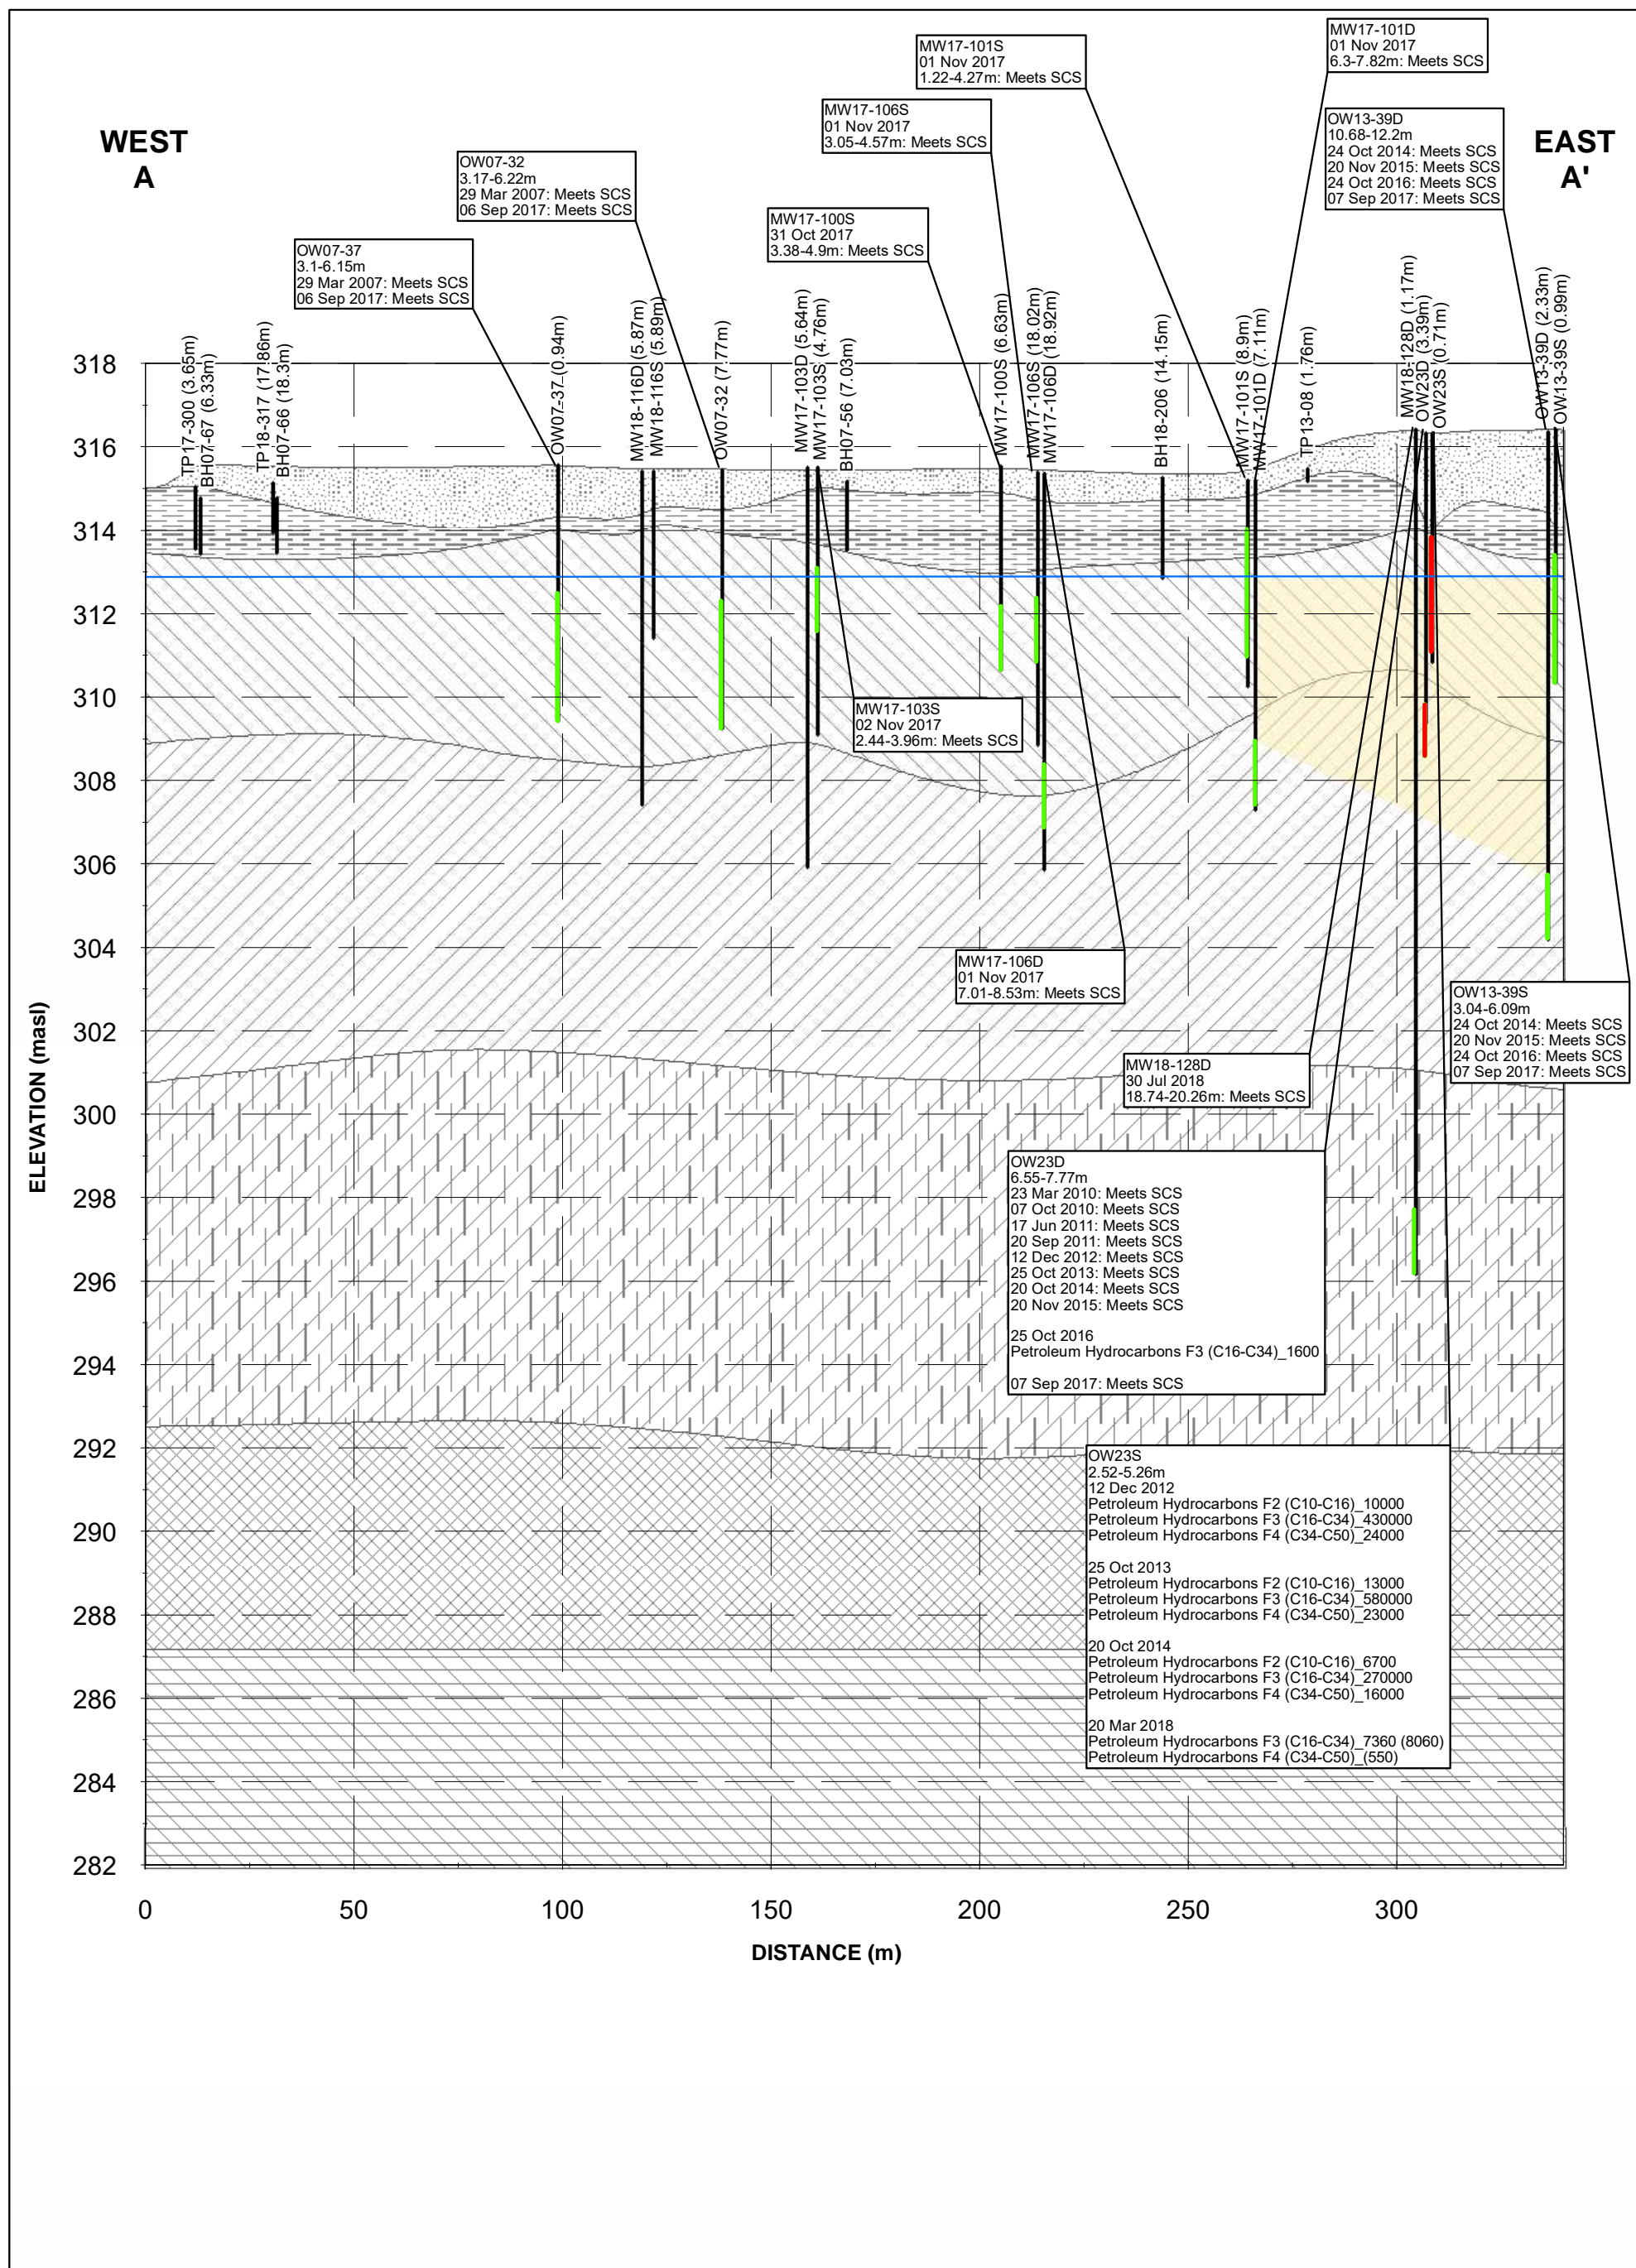 MW17-101D
01 Nov 2017
6.3-7.82m: Meets SCS
MW17-101S
01 Nov 2017
1.22-4.27m: Meets SCS
MW17-106S
01 Nov 2017
3.05-4.57m: Meets SCS
OW13-39D
10.68-12.2m
24 Oct 2014: Meets SCS
20 Nov 2015: Meets SCS
24 Oct 2016: Meets SCS
07 Sep 2017: Meets SCS
WEST
A
EAST
A'
OW07-32
3.17-6.22m
29 Mar 2007: Meets SCS
06 Sep 2017: Meets SCS
MW17-100S
31 Oct 2017
3.38-4.9m: Meets SCS
OW07-37
3.1-6.15m
29 Mar 2007: Meets SCS
06 Sep 2017: Meets SCS
TP17-300 (3.65m)
BH07-67 (6.33m)
TP18-317 (17.86m)
BH07-66 (18.3m)
OW07-37 (0.94m)
MW18-116D (5.87m)
MW18-116S (5.89m)
OW07-32 (7.77m)
MW17-103D (5.64m)
MW17-103S (4.76m)
BH07-56 (7.03m)
MW17-100S (6.63m)
MW17-106S (18.02m)
MW17-106D (18.92m)
BH18-206 (14.15m)
MW17-101S (8.9m)
MW17-101D (7.11m)
TP13-08 (1.76m)
MW18-128D (1.17m)
OW23D (3.39m)
OW23S (0.71m)
OW13-39D (2.33m)
OW13-39S (0.99m)
318
316
314
312
310
308
306
304
302
300
298
296
294
292
290
288
286
284
282
ELEVATION (masl)
MW17-103S
02 Nov 2017
2.44-3.96m: Meets SCS
MW17-106D
01 Nov 2017
7.01-8.53m: Meets SCS
OW13-39S
3.04-6.09m
24 Oct 2014: Meets SCS
20 Nov 2015: Meets SCS
24 Oct 2016: Meets SCS
07 Sep 2017: Meets SCS
MW18-128D
30 Jul 2018
18.74-20.26m: Meets SCS
OW23D
6.55-7.77m
23 Mar 2010: Meets SCS
07 Oct 2010: Meets SCS
17 Jun 2011: Meets SCS
20 Sep 2011: Meets SCS
12 Dec 2012: Meets SCS
25 Oct 2013: Meets SCS
20 Oct 2014: Meets SCS
20 Nov 2015: Meets SCS
25 Oct 2016
Petroleum Hydrocarbons F3 (C16-C34)_1600
07 Sep 2017: Meets SCS
OW23S
2.52-5.26m
12 Dec 2012
Petroleum Hydrocarbons F2 (C10-C16)_10000
Petroleum Hydrocarbons F3 (C16-C34)_430000
Petroleum Hydrocarbons F4 (C34-C50)_24000
25 Oct 2013
Petroleum Hydrocarbons F2 (C10-C16)_13000
Petroleum Hydrocarbons F3 (C16-C34)_580000
Petroleum Hydrocarbons F4 (C34-C50)_23000
20 Oct 2014
Petroleum Hydrocarbons F2 (C10-C16)_6700
Petroleum Hydrocarbons F3 (C16-C34)_270000
Petroleum Hydrocarbons F4 (C34-C50)_16000
20 Mar 2018
Petroleum Hydrocarbons F3 (C16-C34)_7360 (8060)
Petroleum Hydrocarbons F4 (C34-C50)_(550)
0 50 100 150 200 250 300
DISTANCE (m)